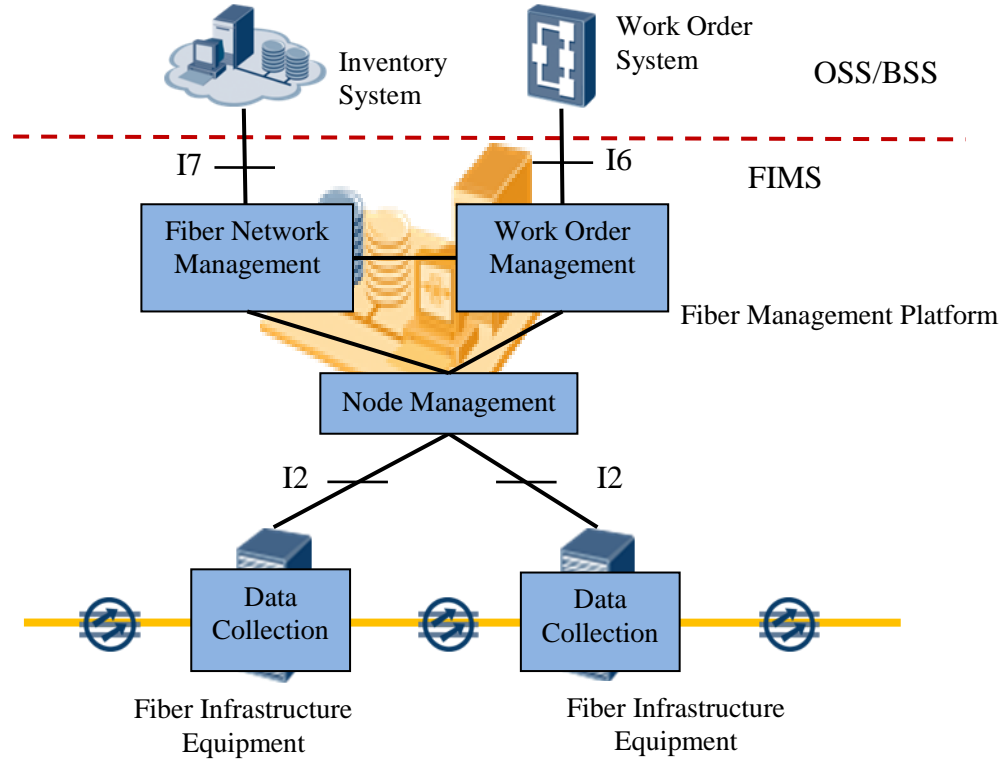 Inventory
System
Work Order
System
OSS/BSS
I7
I6
FIMS
Fiber Network
Management
Work Order
Management
Fiber Management Platform
Node Management
I2
I2
Data
Collection
Data
Collection
Fiber Infrastructure
Equipment
Fiber Infrastructure
Equipment